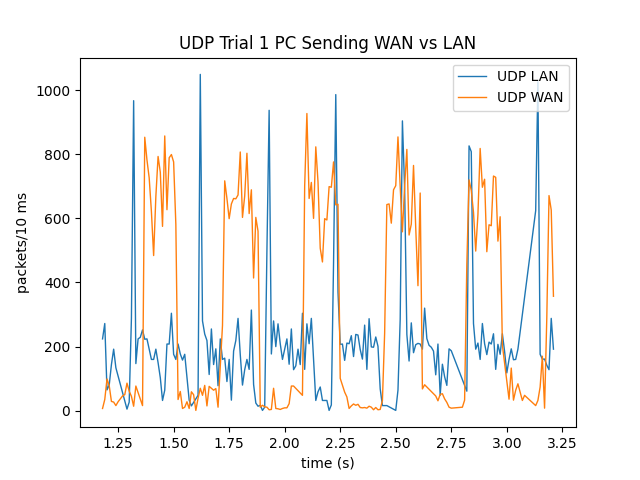 UDP Trial 1 PC Sending WAN vs LAN
UDP LAN
UDP WAN
packets/10 ms
1000
800
600
400
200
0
1.25 1.50 1.75 2.00 2.25 2.50 2.75 3.00 3.25
time (s)